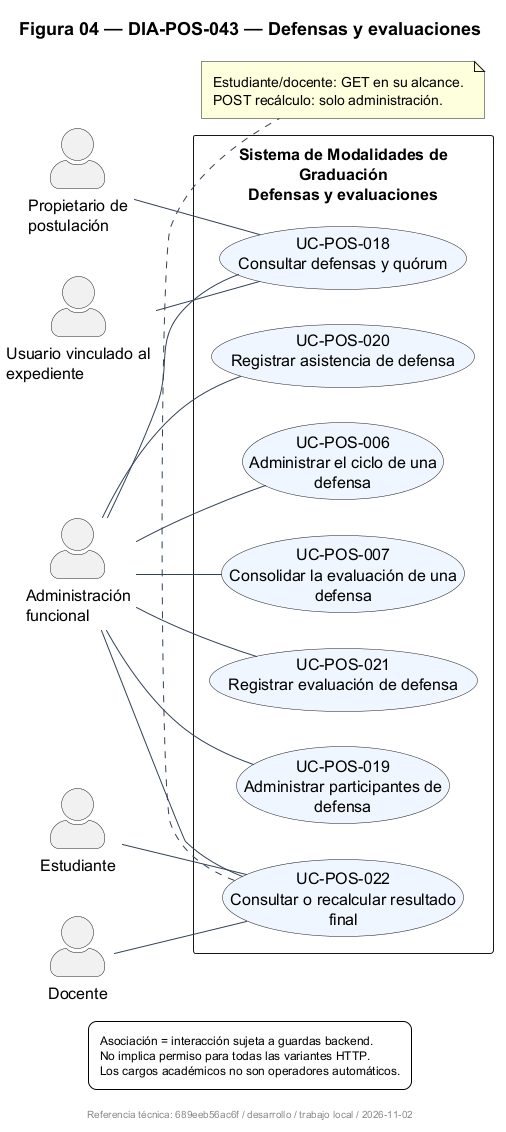 Figura 04 — DIA-POS-043 — Defensas y evaluaciones
Estudiante/docente: GET en su alcance.
POST recálculo: solo administración.
Sistema de Modalidades de
Graduación
Defensas y evaluaciones
Propietario de
postulación
UC-POS-018
Consultar defensas y quórum
Usuario vinculado al
expediente
UC-POS-020
Registrar asistencia de defensa
UC-POS-006
Administrar el ciclo de una
defensa
Administración
funcional
UC-POS-007
Consolidar la evaluación de una
defensa
UC-POS-021
Registrar evaluación de defensa
UC-POS-019
Administrar participantes de
defensa
Estudiante
UC-POS-022
Consultar o recalcular resultado
final
Docente
Asociación = interacción sujeta a guardas backend.
No implica permiso para todas las variantes HTTP.
Los cargos académicos no son operadores automáticos.
Referencia técnica: 689eeb56ac6f / desarrollo / trabajo local / 2026-11-02